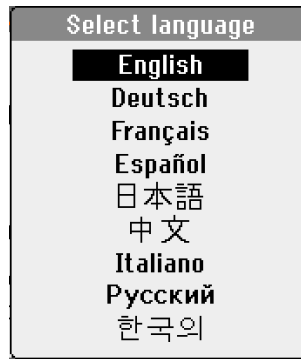 Select language
English
Deutsch
Français
Español
日本語
中文
Italiano
Русский
한국의